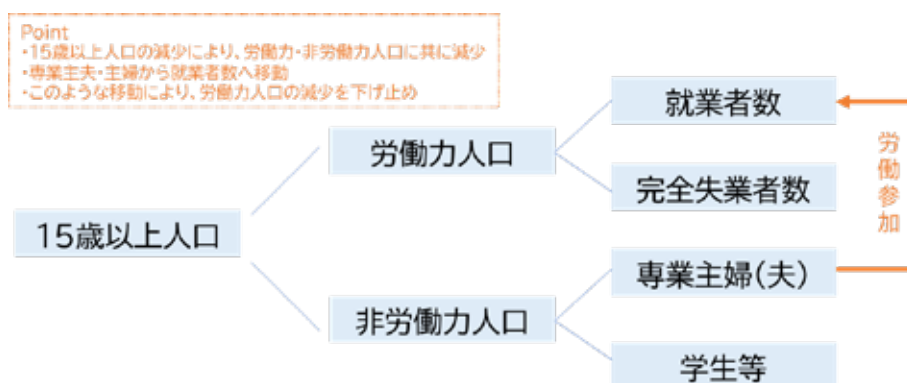 Point
・15歳以上人口の減少により、労働力・非労働力人口に共に減少
・専業主夫・主婦から就業者数へ移動
・このような移動により、労働力人口の減少を下げ止め
就業者数
労働力人口
完全失業者数
労働参加
15歳以上人口
専業主婦(夫)
非労働力人口
学生等